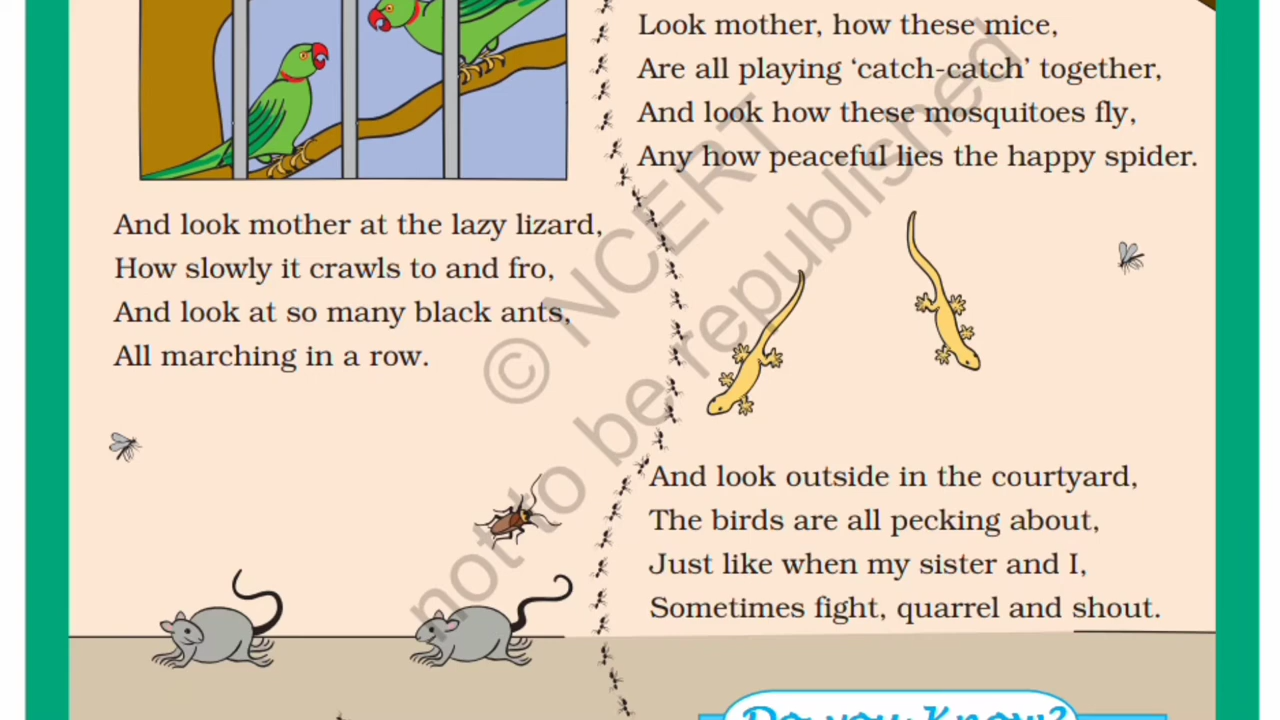 And look mother at the lazy lizard,
How slowly it crawls to and fro,
And look at so many black ants,
All marching in a row.
Look mother, how these mice,
Are all playing ‘catch-catch’ together,
And look how these mosquitoes fly,
Any how peaceful lies the happy spider.
And look outside in the courtyard,
The birds are all pecking about,
Just like when my sister and I,
Sometimes fight, quarrel and shout.
Do you Know?
© NCERT
not to be republished